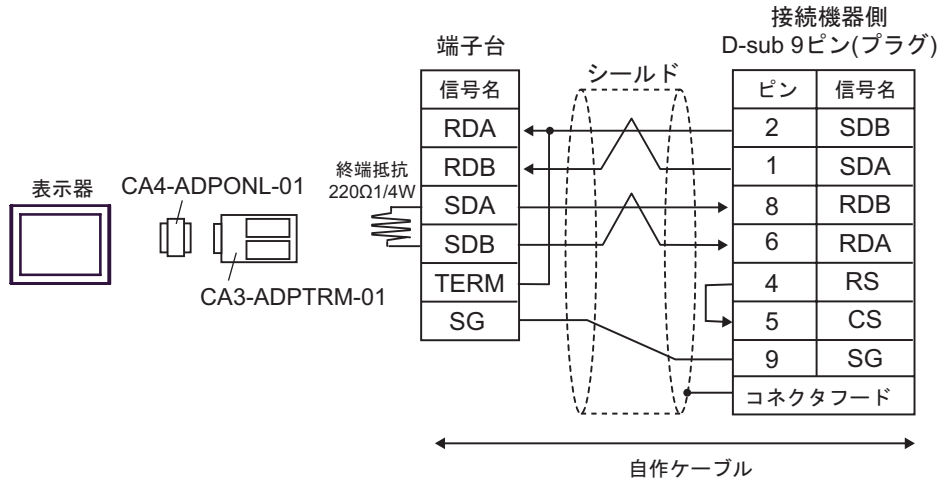 接続機器側
端子台
D-sub 9ピン(プラグ)
シールド
信号名
ピン 信号名
RDA
2 SDB
RDB
1 SDA
終端抵抗
220Ω1/4W
表示器
CA4-ADPONL-01
SDA
8 RDB
SDB
6 RDA
TERM
4 RS
CA3-ADPTRM-01
SG
5 CS
9 SG
コネクタフード
自作ケーブル